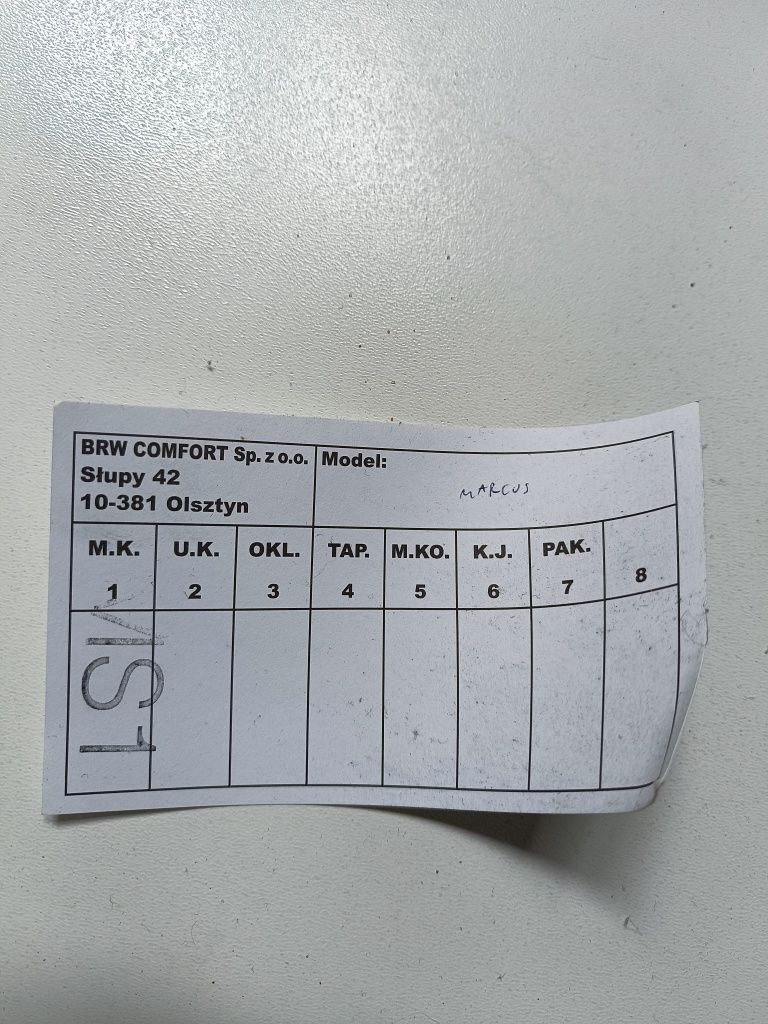 BRW COMFORT Sp. z o.o.
Słupy 42
10-381 Olsztyn
Model:
MARCUS
M.K. U.K. OKL. TAP. M.KO. K.J. PAK.
1 2 3 4 5 6 7 8